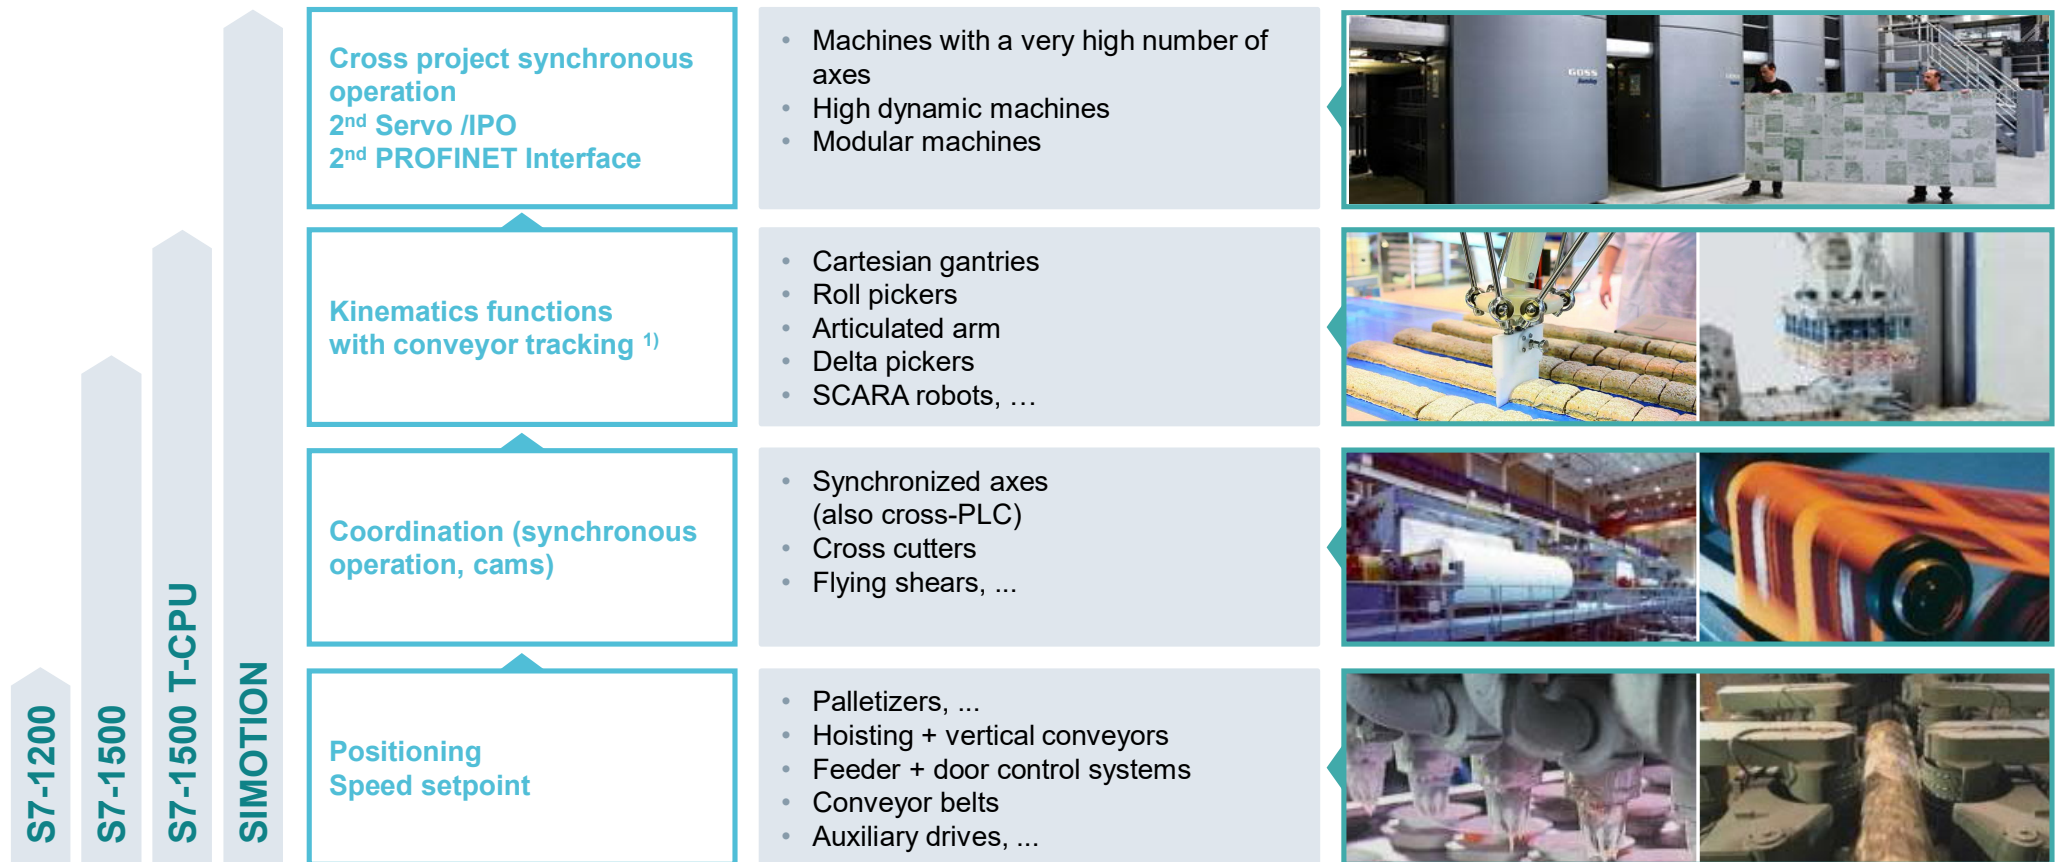 Cross project synchronous
operation
2nd Servo /IPO
2nd PROFINET Interface
• Machines with a very high number of
axes
• High dynamic machines
• Modular machines
GOSS
Kinematics functions
with conveyor tracking 1)
• Cartesian gantries
• Roll pickers
• Articulated arm
• Delta pickers
• SCARA robots, …
Coordination (synchronous
operation, cams)
• Synchronized axes
(also cross-PLC)
• Cross cutters
• Flying shears, ...
Positioning
Speed setpoint
• Palletizers, ...
• Hoisting + vertical conveyors
• Feeder + door control systems
• Conveyor belts
• Auxiliary drives, ...
S7-1200
S7-1500
S7-1500 T-CPU
SIMOTION